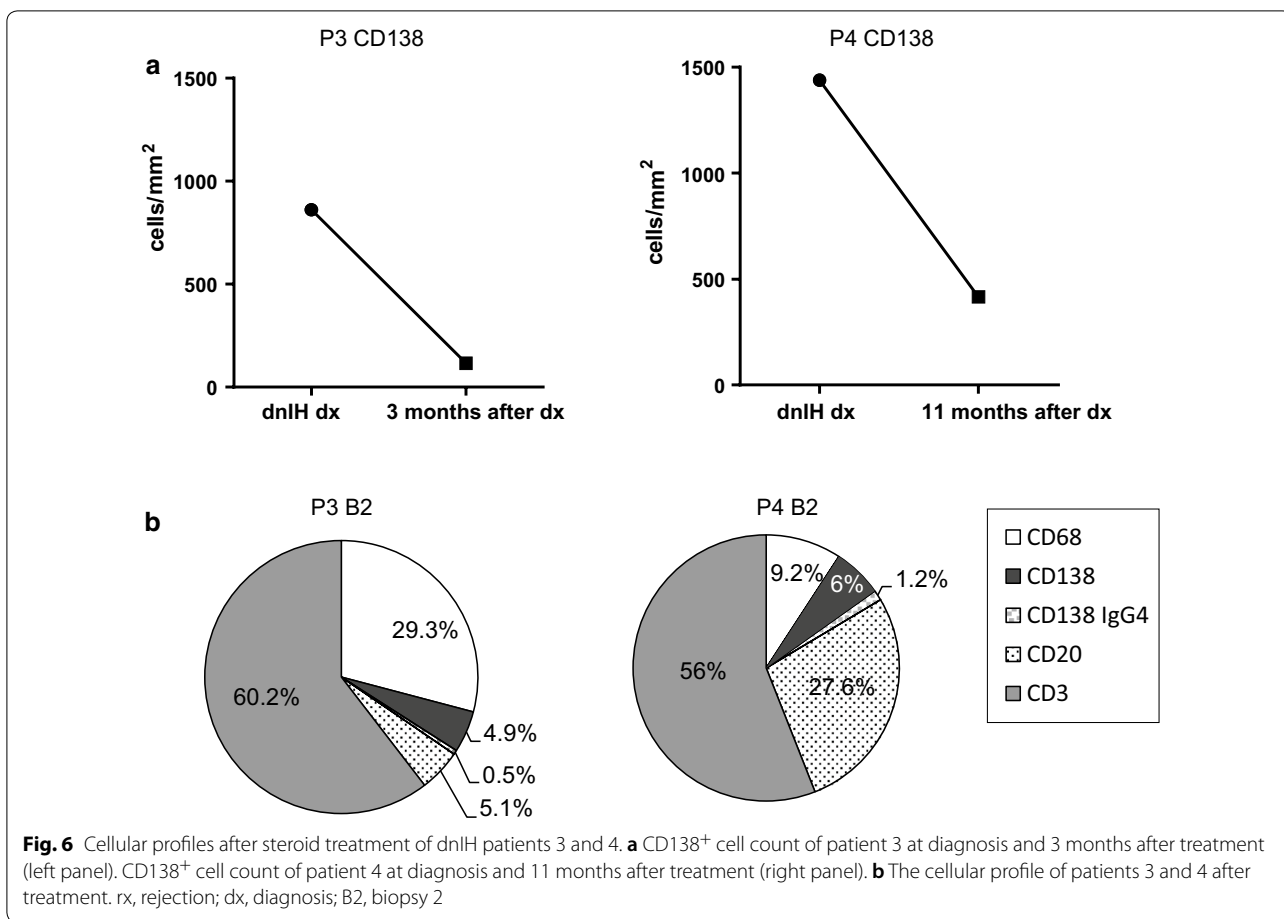 P3 CD138
P4 CD138
a
1500
1000
500
0
cells/mm²
dnIH dx
3 months after dx
1500
1000
500
0
cells/mm²
dnIH dx
11 months after dx
b
P3 B2
P4 B2
29.3%
4.9%
0.5%
5.1%
60.2%
9.2%
6%
1.2%
27.6%
56%
CD68
CD138
CD138 IgG4
CD20
CD3
Fig. 6 Cellular profiles after steroid treatment of dnIH patients 3 and 4. a CD138⁺ cell count of patient 3 at diagnosis and 3 months after treatment
(left panel). CD138⁺ cell count of patient 4 at diagnosis and 11 months after treatment (right panel). b The cellular profile of patients 3 and 4 after
treatment. rx, rejection; dx, diagnosis; B2, biopsy 2